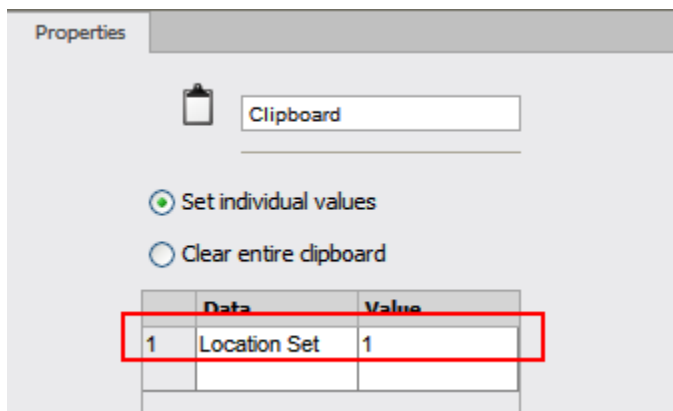 Properties
Clipboard
Set individual values
Clear entire clipboard
Data Value
1 Location Set 1